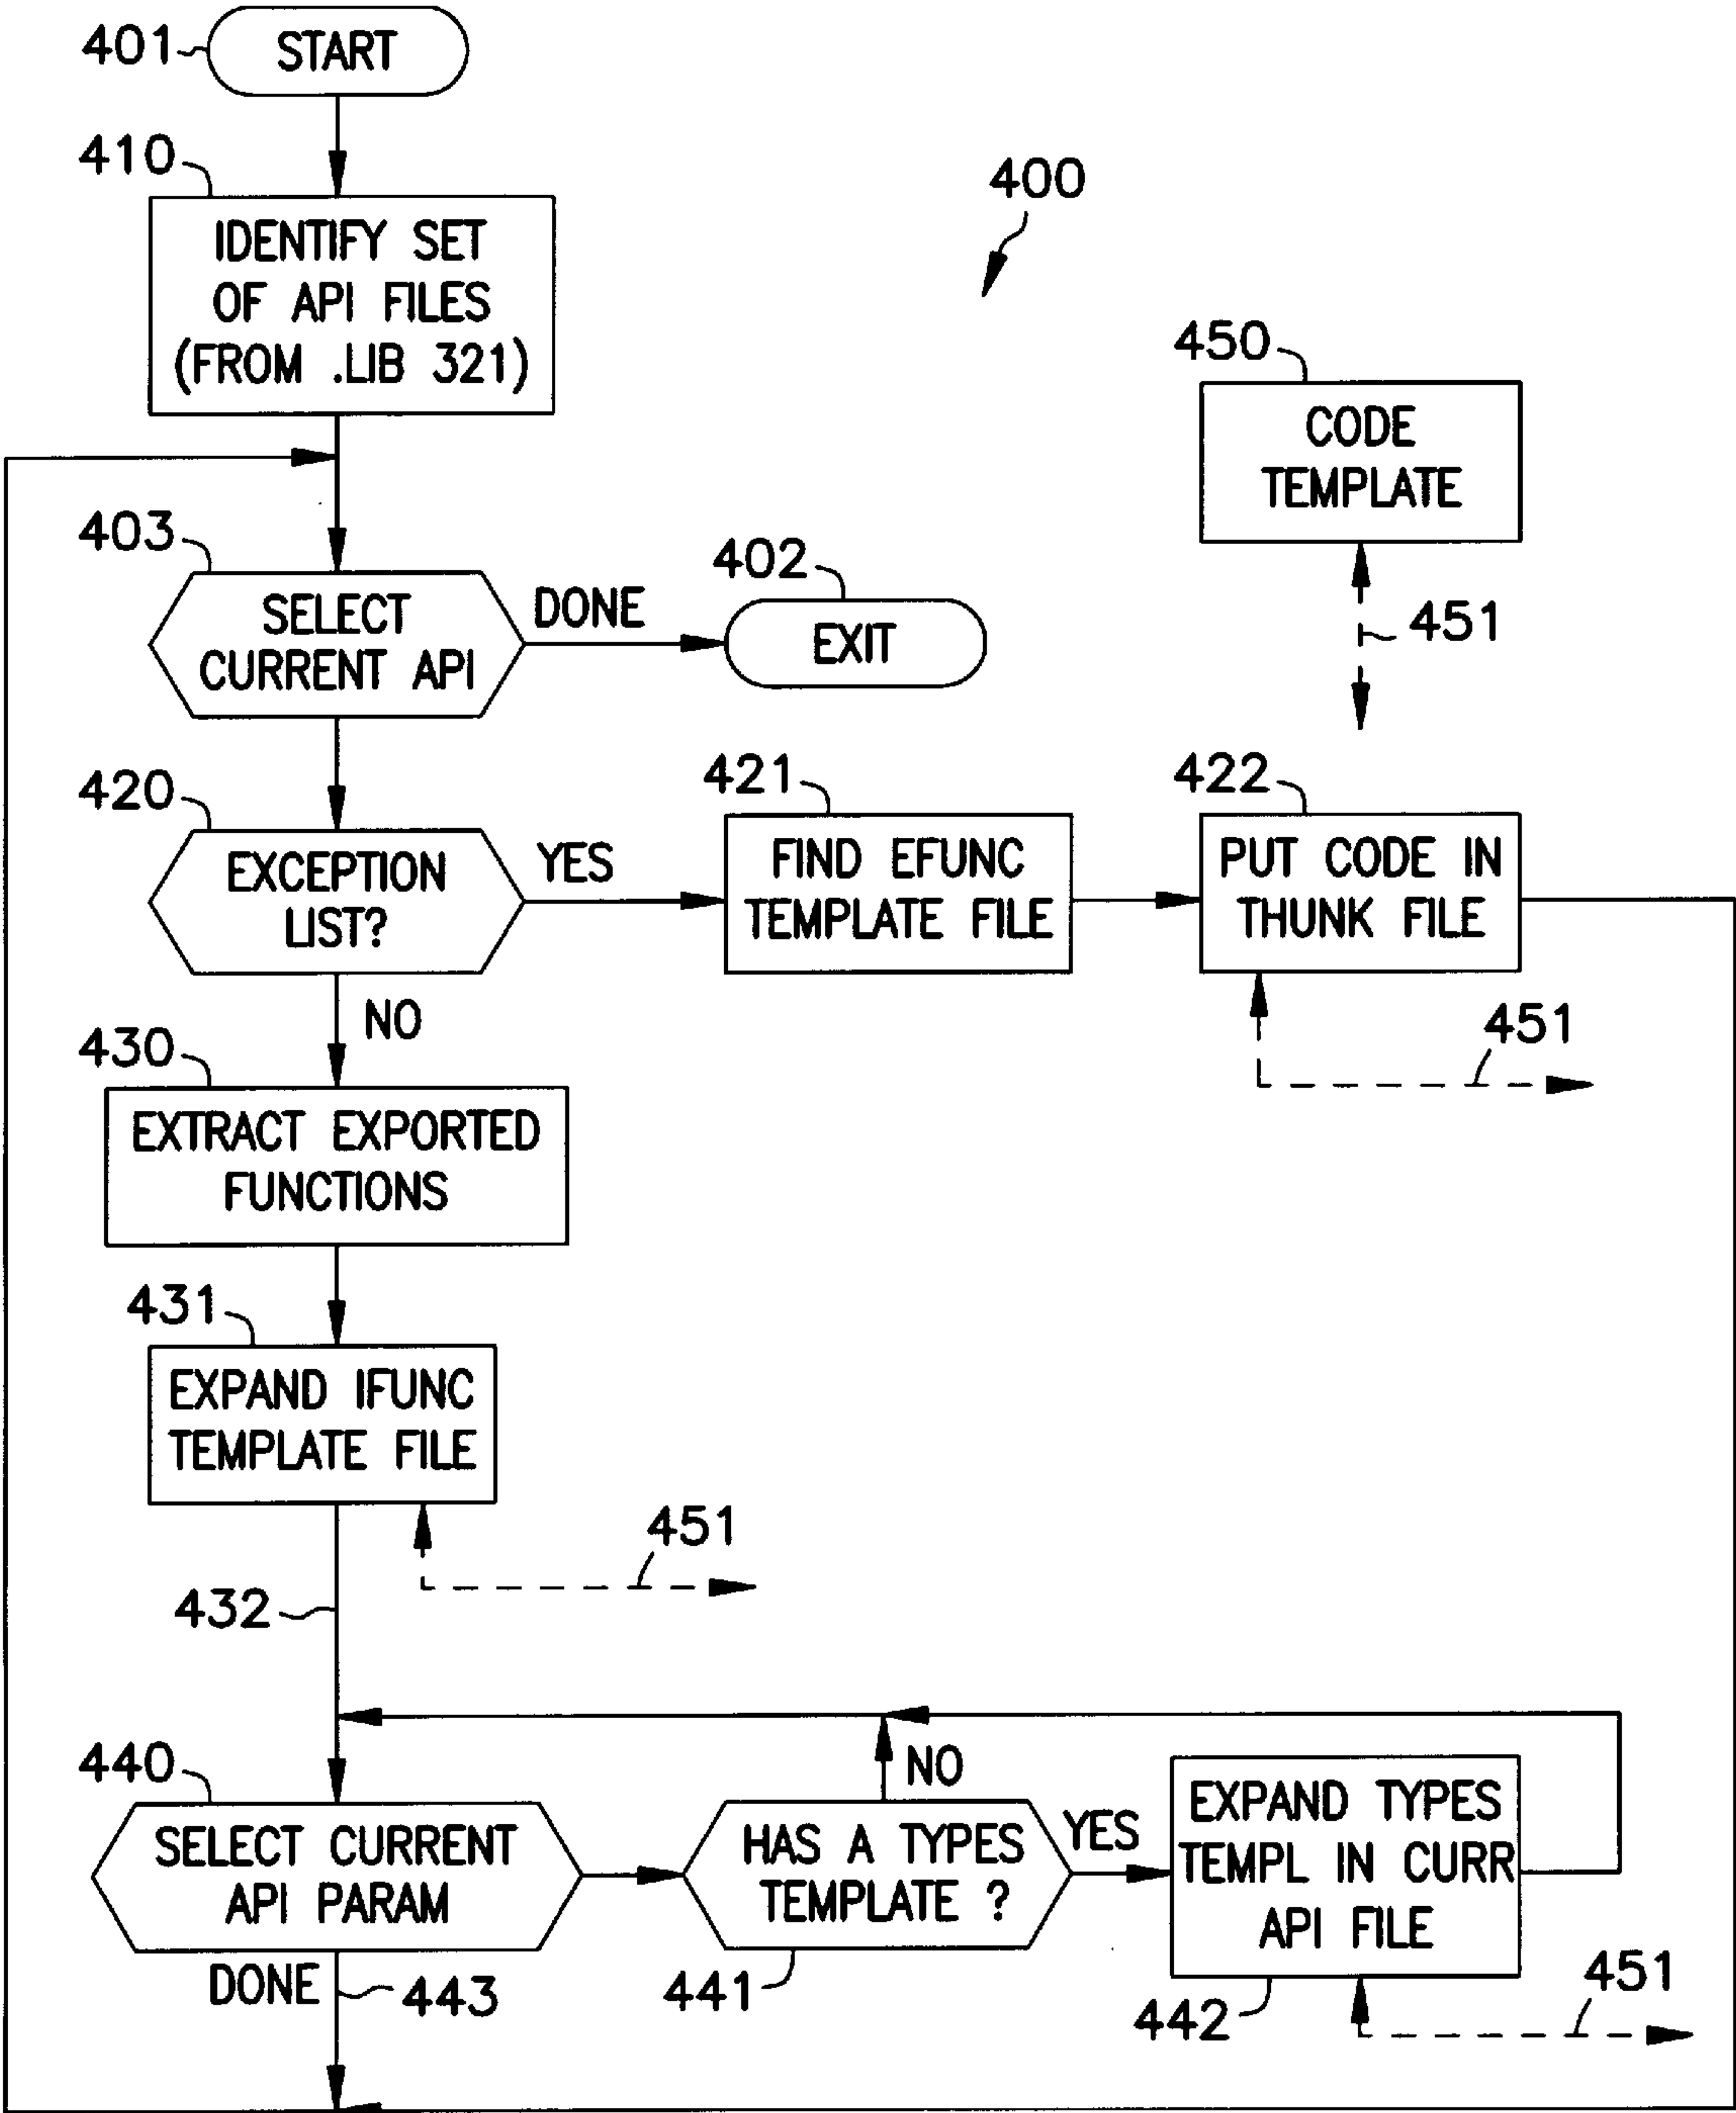 401
START
410
IDENTIFY SET
OF API FILES
(FROM .LIB 321)
400
450
CODE
TEMPLATE
451
403
SELECT
CURRENT API
DONE
402
EXIT
420
EXCEPTION
LIST?
YES
421
FIND EFUNC
TEMPLATE FILE
422
PUT CODE IN
THUNK FILE
451
NO
430
EXTRACT EXPORTED
FUNCTIONS
431
EXPAND IFUNC
TEMPLATE FILE
451
432
440
SELECT CURRENT
API PARAM
NO
HAS A TYPES
TEMPLATE ?
441
YES
EXPAND TYPES
TEMPL IN CURR
API FILE
442
451
DONE
443